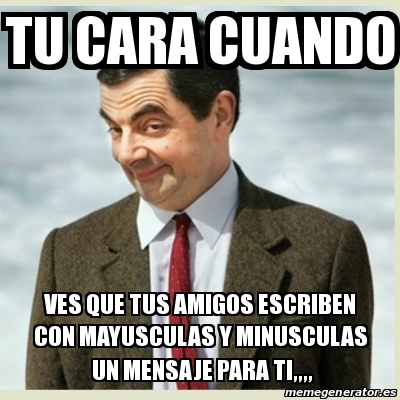 TU CARA CUANDO
VES QUE TUS AMIGOS ESCRIBEN
CON MAYUSCULAS Y MINUSCULAS
UN MENSAJE PARA TI,,,,
memegenerator.es